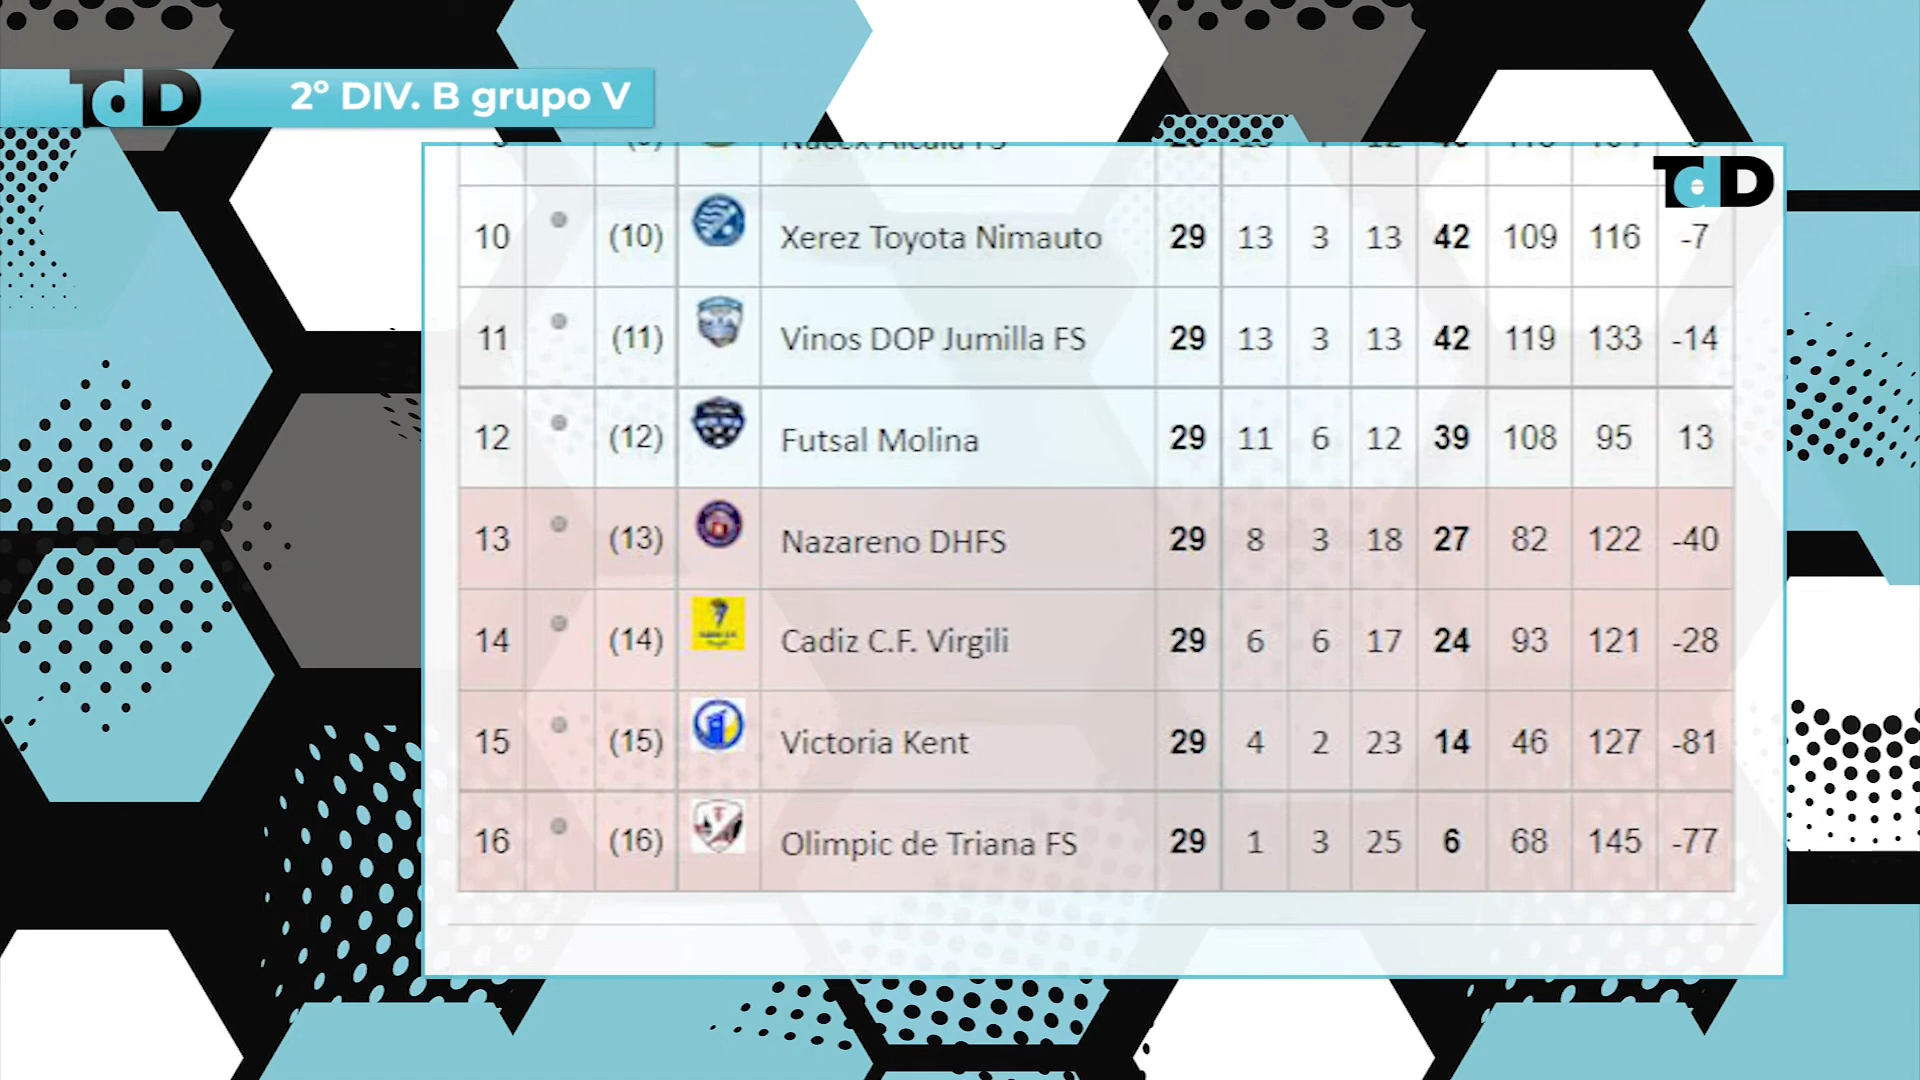 TdD 2º DIV. B grupo V
TdD
10 (10) Xerez Toyota Nimauto 29 13 3 13 42 109 116 -7
11 (11) Vinos DOP Jumilla FS 29 13 3 13 42 119 133 -14
12 (12) Futsal Molina 29 11 6 12 39 108 95 13
13 (13) Nazareno DHFS 29 8 3 18 27 82 122 -40
14 (14) Cadiz C.F. Virgili 29 6 6 17 24 93 121 -28
15 (15) Victoria Kent 29 4 2 23 14 46 127 -81
16 (16) Olimpic de Triana FS 29 1 3 25 6 68 145 -77